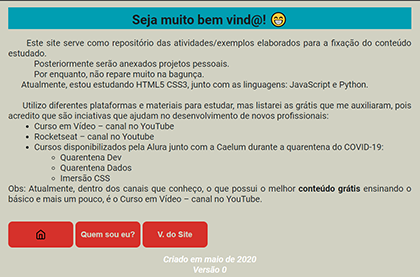 Seja muito bem vind@! 😁
Este site serve como repositório das atividades/exemplos elaborados para a fixação do conteúdo
estudado.
Posteriormente serão anexados projetos pessoais.
Por enquanto, não repare muito na bagunça.
Atualmente, estou estudando HTML5 CSS3, junto com as linguagens: JavaScript e Python.
Utilizo diferentes plataformas e materiais para estudar, mas listarei as grátis que me auxiliaram, pois
acredito que são inciativas que ajudam no desenvolvimento de novos profissionais:
• Curso em Vídeo – canal no YouTube
• Rocketseat – canal no Youtube
• Cursos disponibilizados pela Alura junto com a Caelum durante a quarentena do COVID-19:
◦ Quarentena Dev
◦ Quarentena Dados
◦ Imersão CSS
Obs: Atualmente, dentro dos canais que conheço, o que possui o melhor conteúdo grátis ensinando o
básico e mais um pouco, é o Curso em Vídeo – canal no YouTube.
Quem sou eu? V. do Site
Criado em maio de 2020
Versão 0